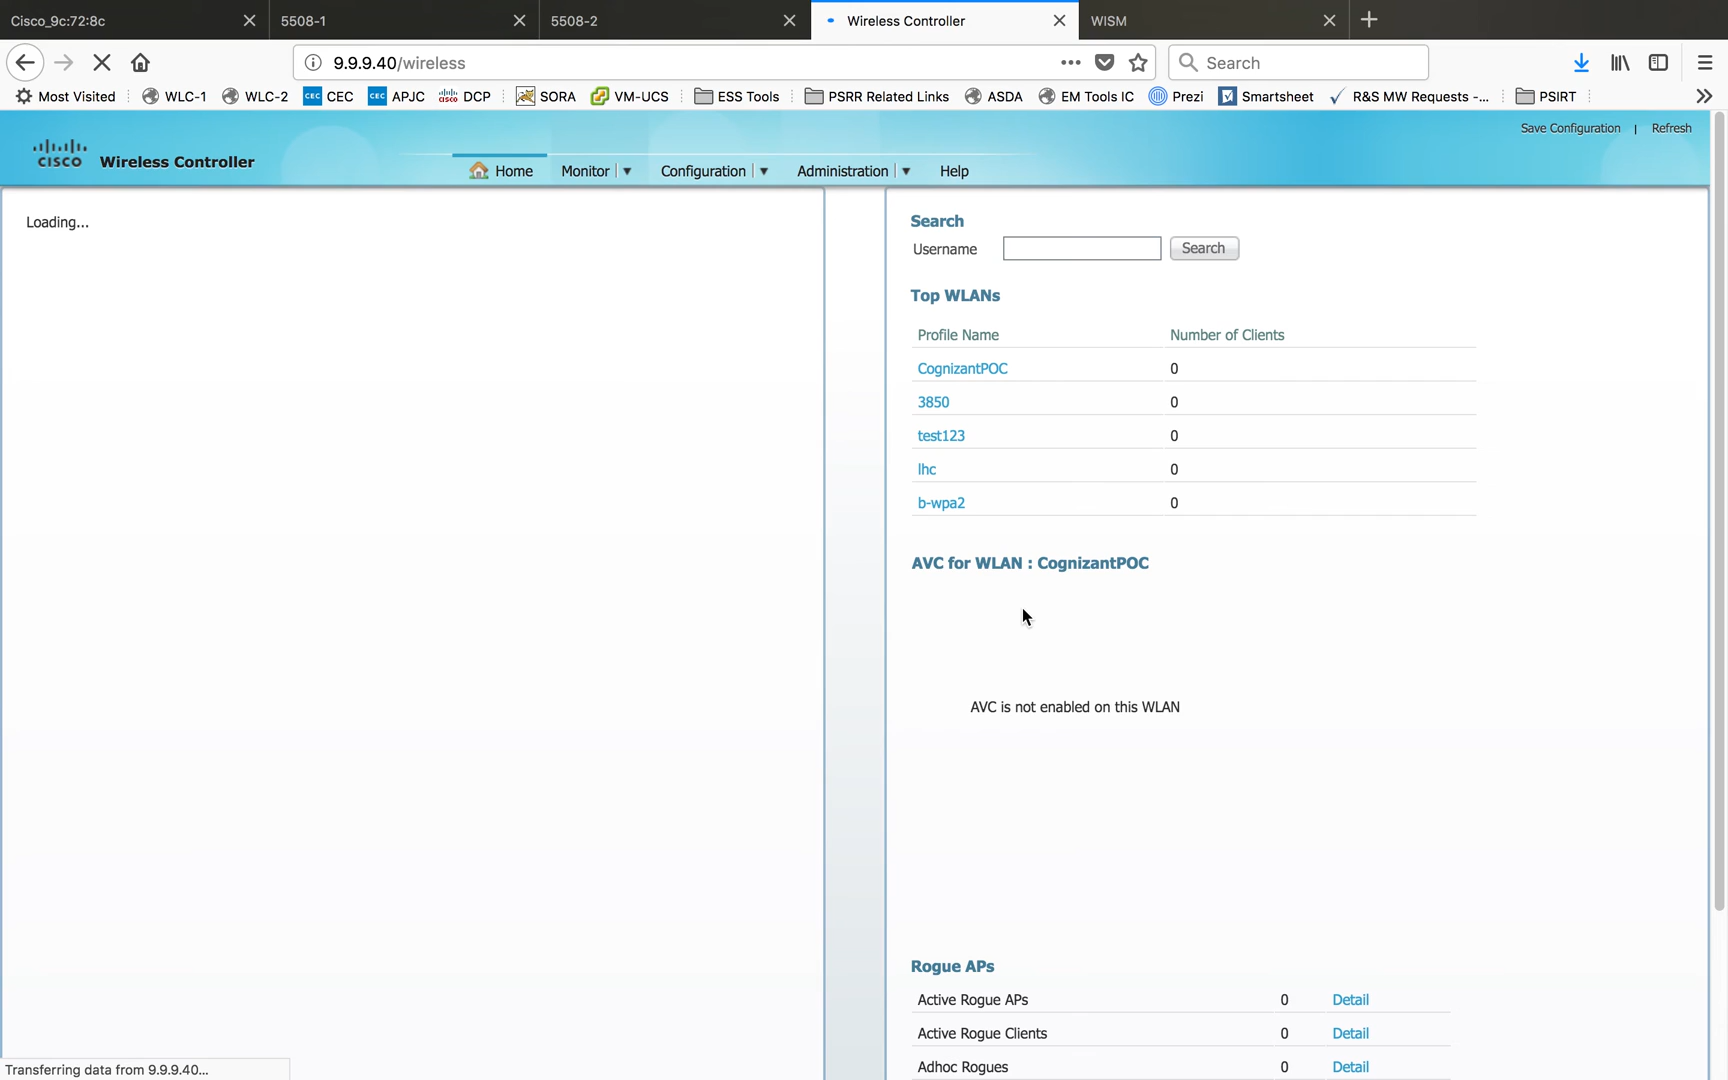 Cisco_9c:72:8c 5508-1 5508-2 Wireless Controller WISM
9.9.9.40/wireless Search
Most Visited WLC-1 WLC-2 CEC CEC CEC APJC cisco DCP SORA VM-UCS ESS Tools PSRR Related Links ASDA EM Tools IC Prezi Smartsheet R&S MW Requests -... PSIRT
Save Configuration | Refresh
CISCO Wireless Controller Home Monitor Configuration Administration Help
Loading...
Search
Username Search
Top WLANs
Profile Name Number of Clients
CognizantPOC 0
3850 0
test123 0
lhc 0
b-wpa2 0
AVC for WLAN : CognizantPOC
AVC is not enabled on this WLAN
Rogue APs
Active Rogue APs 0 Detail
Active Rogue Clients 0 Detail
Adhoc Rogues 0 Detail
Transferring data from 9.9.9.40...